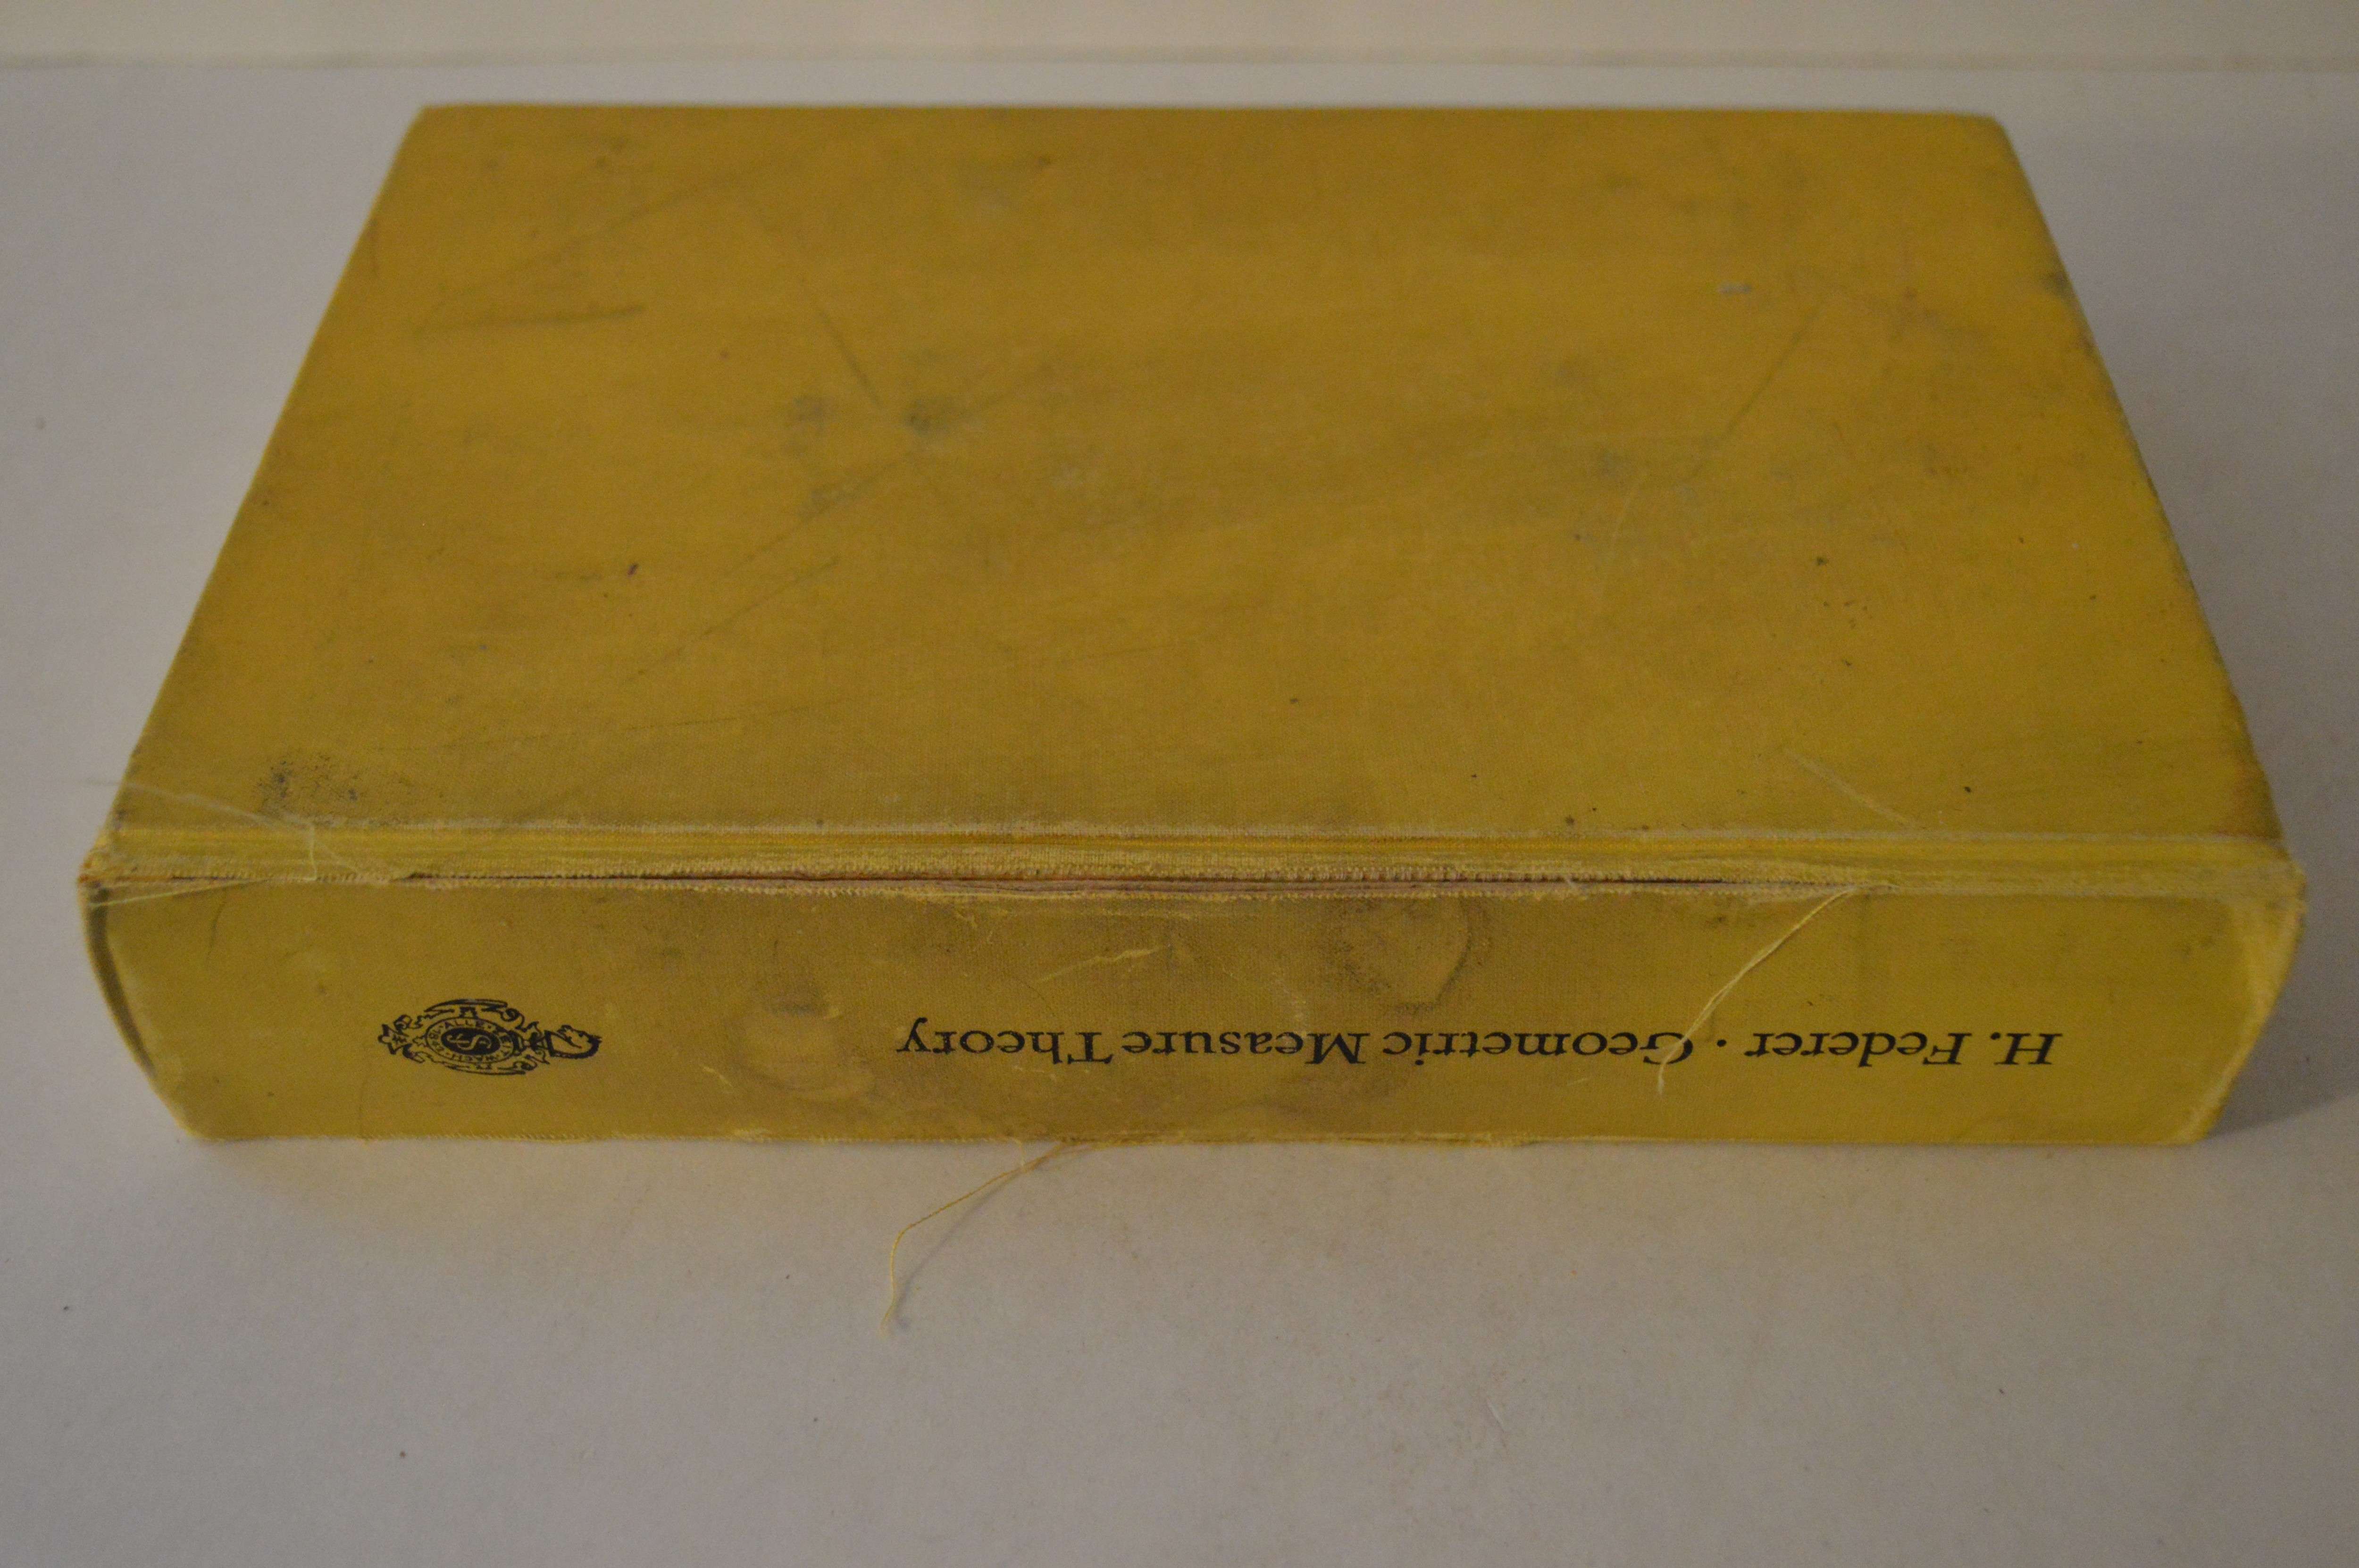 H. Federer · Geometric Measure Theory